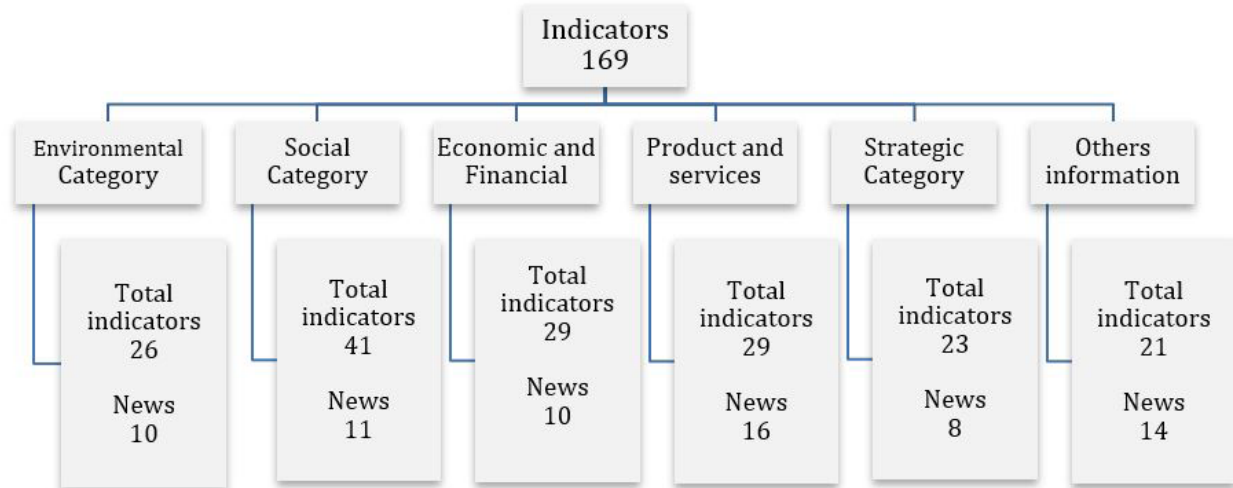 Indicators
169
Environmental
Category
Social
Category
Economic and
Financial
Product and
services
Strategic
Category
Others
information
Total
indicators
26
News
10
Total
indicators
41
News
11
Total
indicators
29
News
10
Total
indicators
29
News
16
Total
indicators
23
News
8
Total
indicators
21
News
14